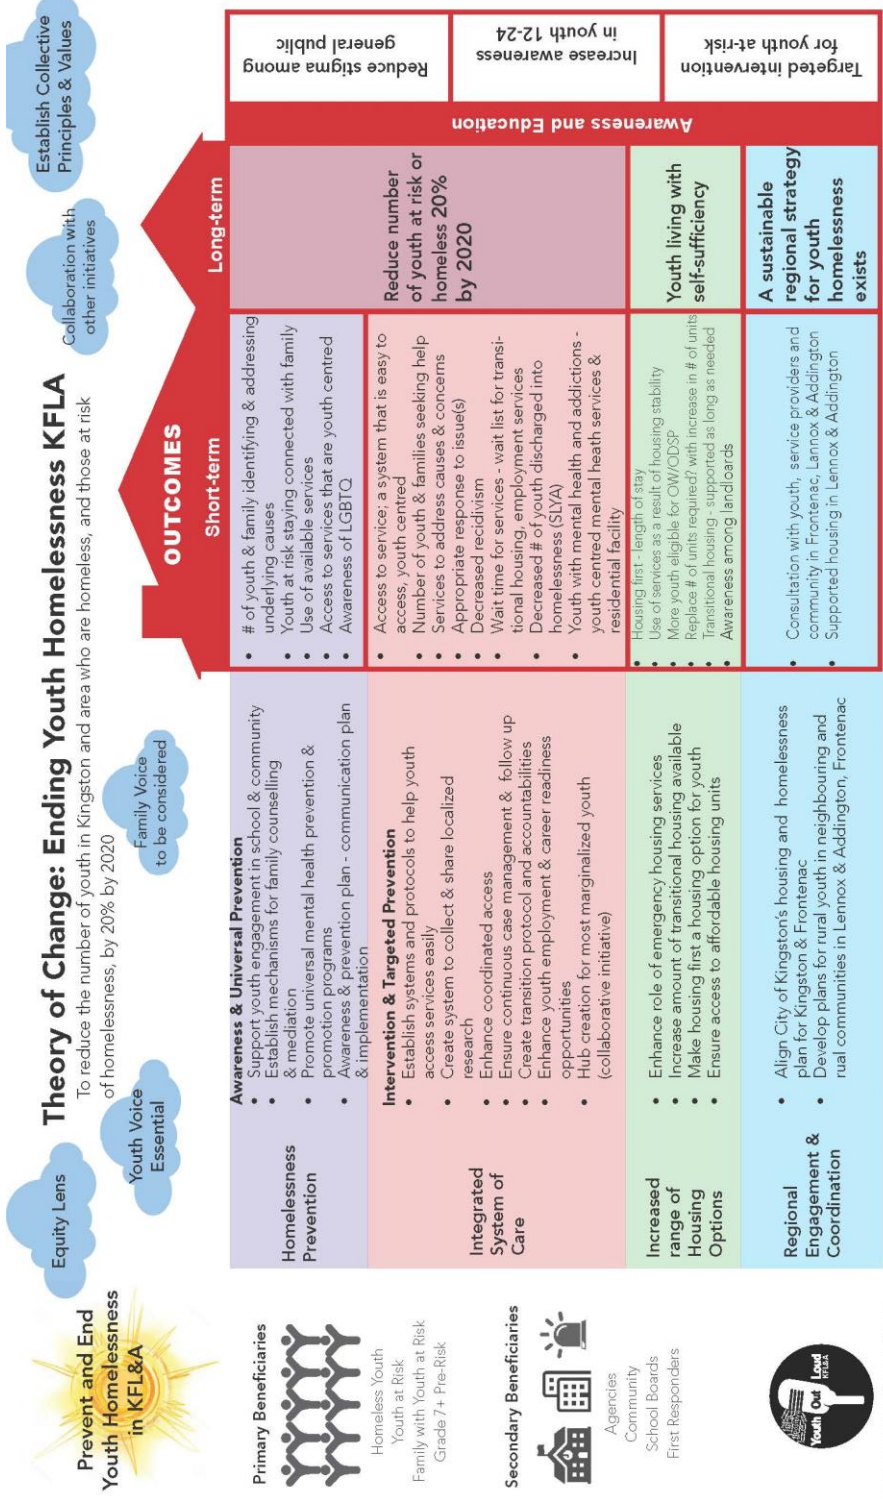 Prevent and End
Youth Homelessness
in KFL&A
Equity Lens
Youth Voice
Essential
Theory of Change: Ending Youth Homelessness KFLA
To reduce the number of youth in Kingston and area who are homeless, and those at risk
of homelessness, by 20% by 2020
Family Voice
to be considered
Collaboration with
other initiatives
Establish Collective
Principles & Values
Primary Beneficiaries
Homeless Youth
Youth at Risk
Family with Youth at Risk
Grade 7+ Pre-Risk
Secondary Beneficiaries
Agencies
Community
School Boards
First Responders
Youth Out Loud
KFL&A
OUTCOMES
Short-term
Long-term
Homelessness
Prevention
Awareness & Universal Prevention
• Support youth engagement in school & community
• Establish mechanisms for family counselling
& mediation
• Promote universal mental health prevention &
promotion programs
• Awareness & prevention plan - communication plan
& implementation
• # of youth & family identifying & addressing
underlying causes
• Youth at risk staying connected with family
• Use of available services
• Access to services that are youth centred
• Awareness of LGBTQ
Integrated
System of
Care
Intervention & Targeted Prevention
• Establish systems and protocols to help youth
access services easily
• Create system to collect & share localized
research
• Enhance coordinated access
• Ensure continuous case management & follow up
• Create transition protocol and accountabilities
• Enhance youth employment & career readiness
opportunities
• Hub creation for most marginalized youth
(collaborative initiative)
• Access to service; a system that is easy to
access, youth centred
• Number of youth & families seeking help
• Services to address causes & concerns
• Appropriate response to issue(s)
• Decreased recidivism
• Wait time for services - wait list for transi-
tional housing, employment services
• Decreased # of youth discharged into
homelessness (SLYA)
• Youth with mental health and addictions -
youth centred mental heath services &
residential facility
Reduce number
of youth at risk or
homeless 20%
by 2020
Increased
range of
Housing
Options
• Enhance role of emergency housing services
• Increase amount of transitional housing available
• Make housing first a housing option for youth
• Ensure access to affordable housing units
• Housing first - length of stay
• Use of services as a result of housing stability
• More youth eligible for OW/ODSP
• Replace # of units required? with increase in # of units
• Transitional housing - supported as long as needed
• Awareness among landloards
Youth living with
self-sufficiency
Regional
Engagement &
Coordination
• Align City of Kingston's housing and homelessness
plan for Kingston & Frontenac
• Develop plans for rural youth in neighbouring and
rual communities in Lennox & Addington, Frontenac
• Consultation with youth, service providers and
community in Frontenac, Lannox & Addington
• Supported housing in Lennox & Addington
A sustainable
regional strategy
for youth
homelessness
exists
Awareness and Education
Targeted intervention
for youth at-risk
Increase awareness
in youth 12-24
Reduce stigma among
general public